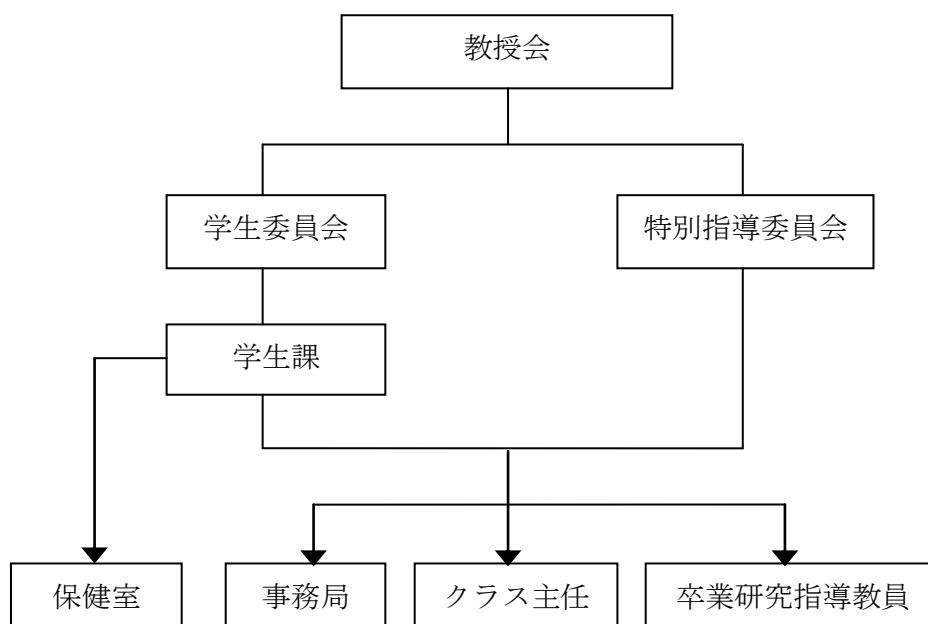 教授会
学生委員会
特別指導委員会
学生課
保健室
事務局
クラス主任
卒業研究指導教員